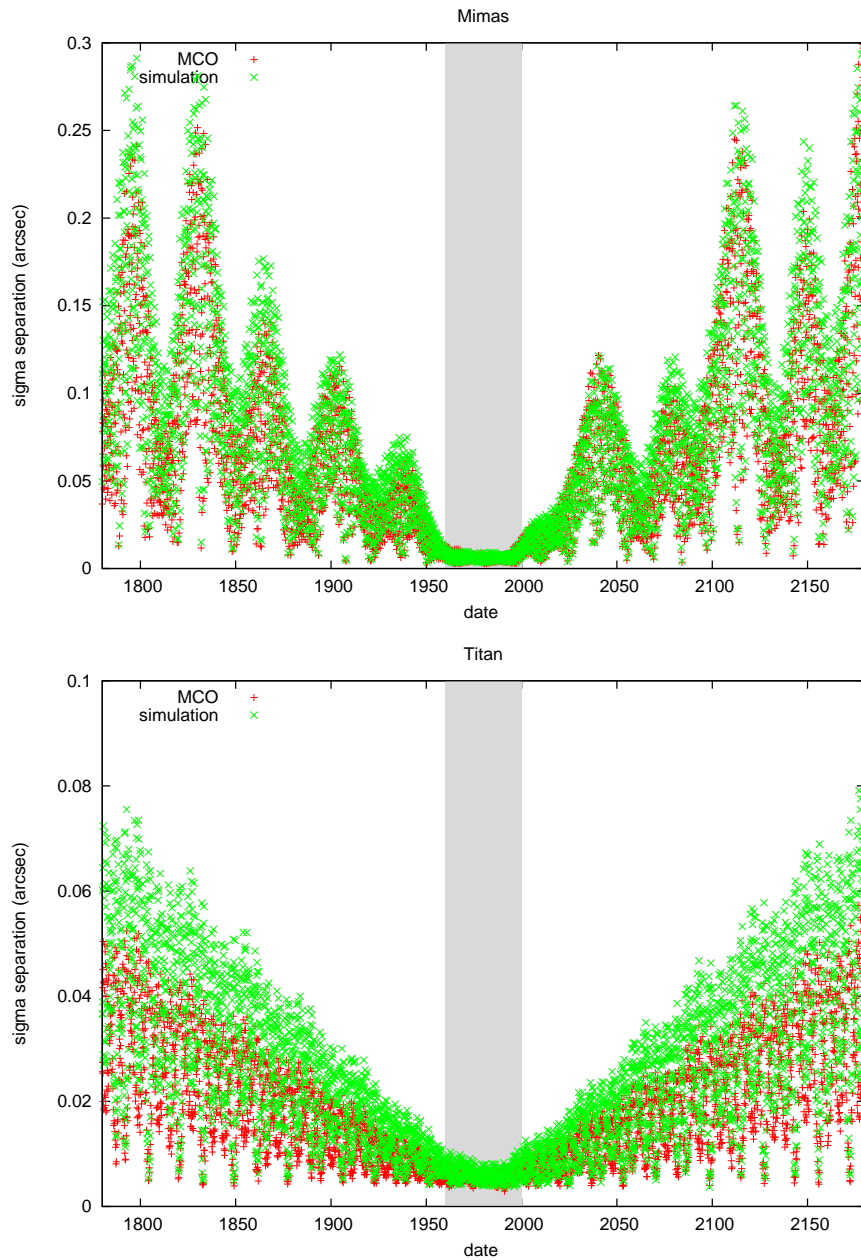 Mimas
0.3
MCO
simulation
0.25
0.2
0.15
0.1
0.05
0
sigma separation (arcsec)
1800 1850 1900 1950 2000 2050 2100 2150
date
Titan
0.1
MCO
simulation
0.08
0.06
0.04
0.02
0
sigma separation (arcsec)
1800 1850 1900 1950 2000 2050 2100 2150
date